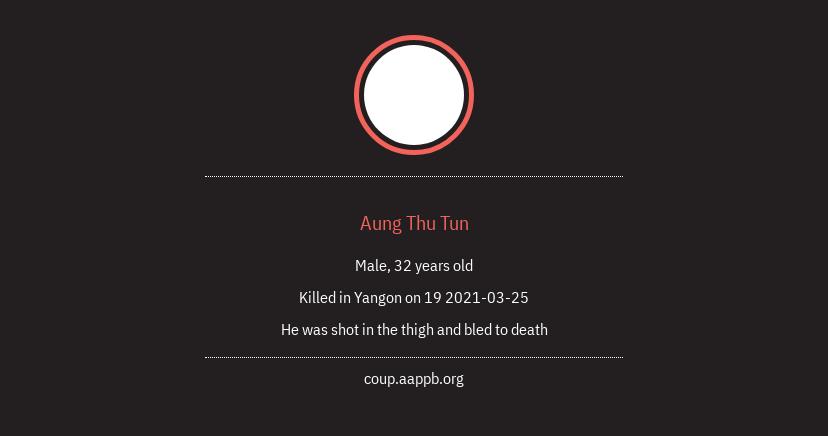 Aung Thu Tun
Male, 32 years old
Killed in Yangon on 19 2021-03-25
He was shot in the thigh and bled to death
coup.aappb.org